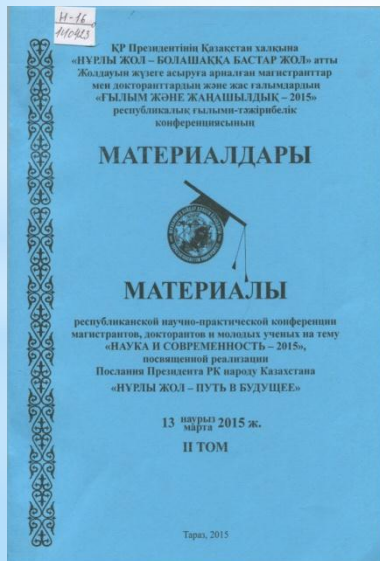 Н-16
140923
ҚР Президентінің Қазақстан халқына
«НҰРЛЫ ЖОЛ – БОЛАШАҚҚА БАСТАР ЖОЛ» атты
Жолдауын жүзеге асыруға арналған магистранттар
мен докторанттардың және жас ғалымдардың
«ҒЫЛЫМ ЖӘНЕ ЖАҢАШЫЛДЫҚ – 2015»
республикалық ғылыми-тәжірибелік
конференциясының
МАТЕРИАЛДАРЫ
МАТЕРИАЛЫ
республиканской научно-практической конференции
магистрантов, докторантов и молодых ученых на тему
«НАУКА И СОВРЕМЕННОСТЬ – 2015»,
посвященной реализации
Послания Президента РК народу Казахстана
«НҰРЛЫ ЖОЛ – ПУТЬ В БУДУЩЕЕ»
13 наурыз марта 2015 ж.
II ТОМ
Тараз, 2015